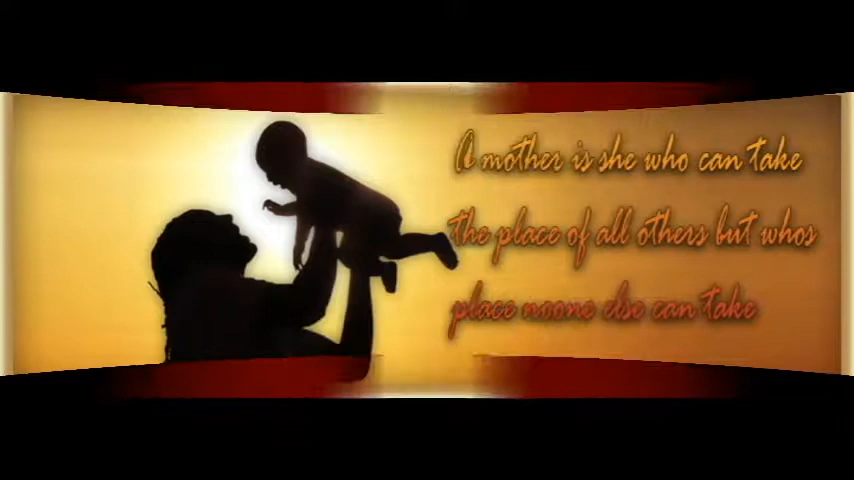 A mother is she who can take
the place of all others but whos
place noone else can take